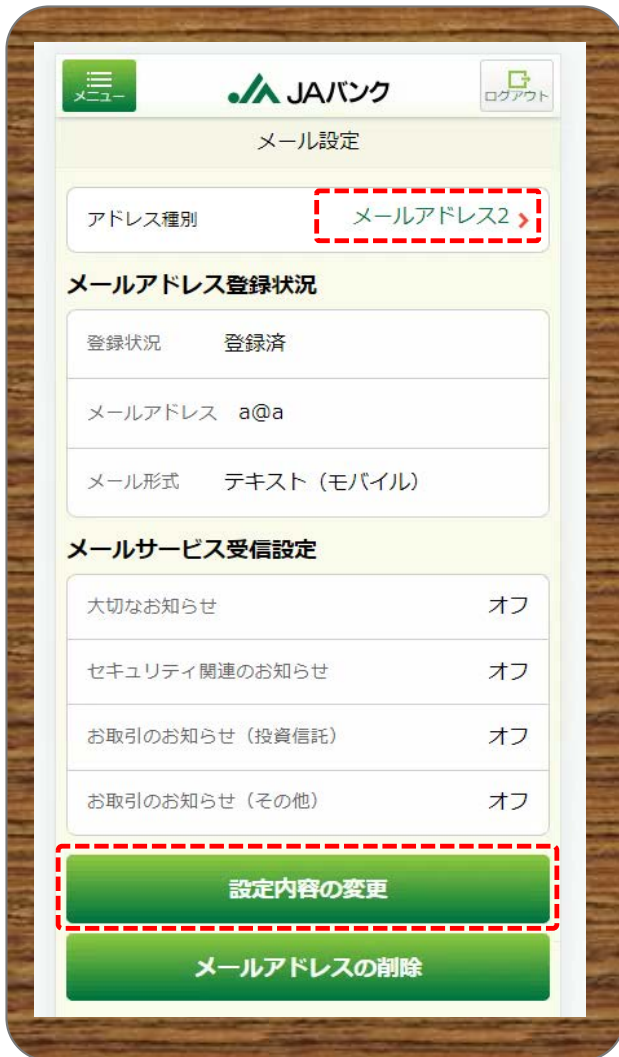 メニュー
JAバンク
ログアウト
メール設定
アドレス種別 メールアドレス2
メールアドレス登録状況
登録状況 登録済
メールアドレス a@a
メール形式 テキスト（モバイル）
メールサービス受信設定
大切なお知らせ オフ
セキュリティ関連のお知らせ オフ
お取引のお知らせ（投資信託） オフ
お取引のお知らせ（その他） オフ
設定内容の変更
メールアドレスの削除